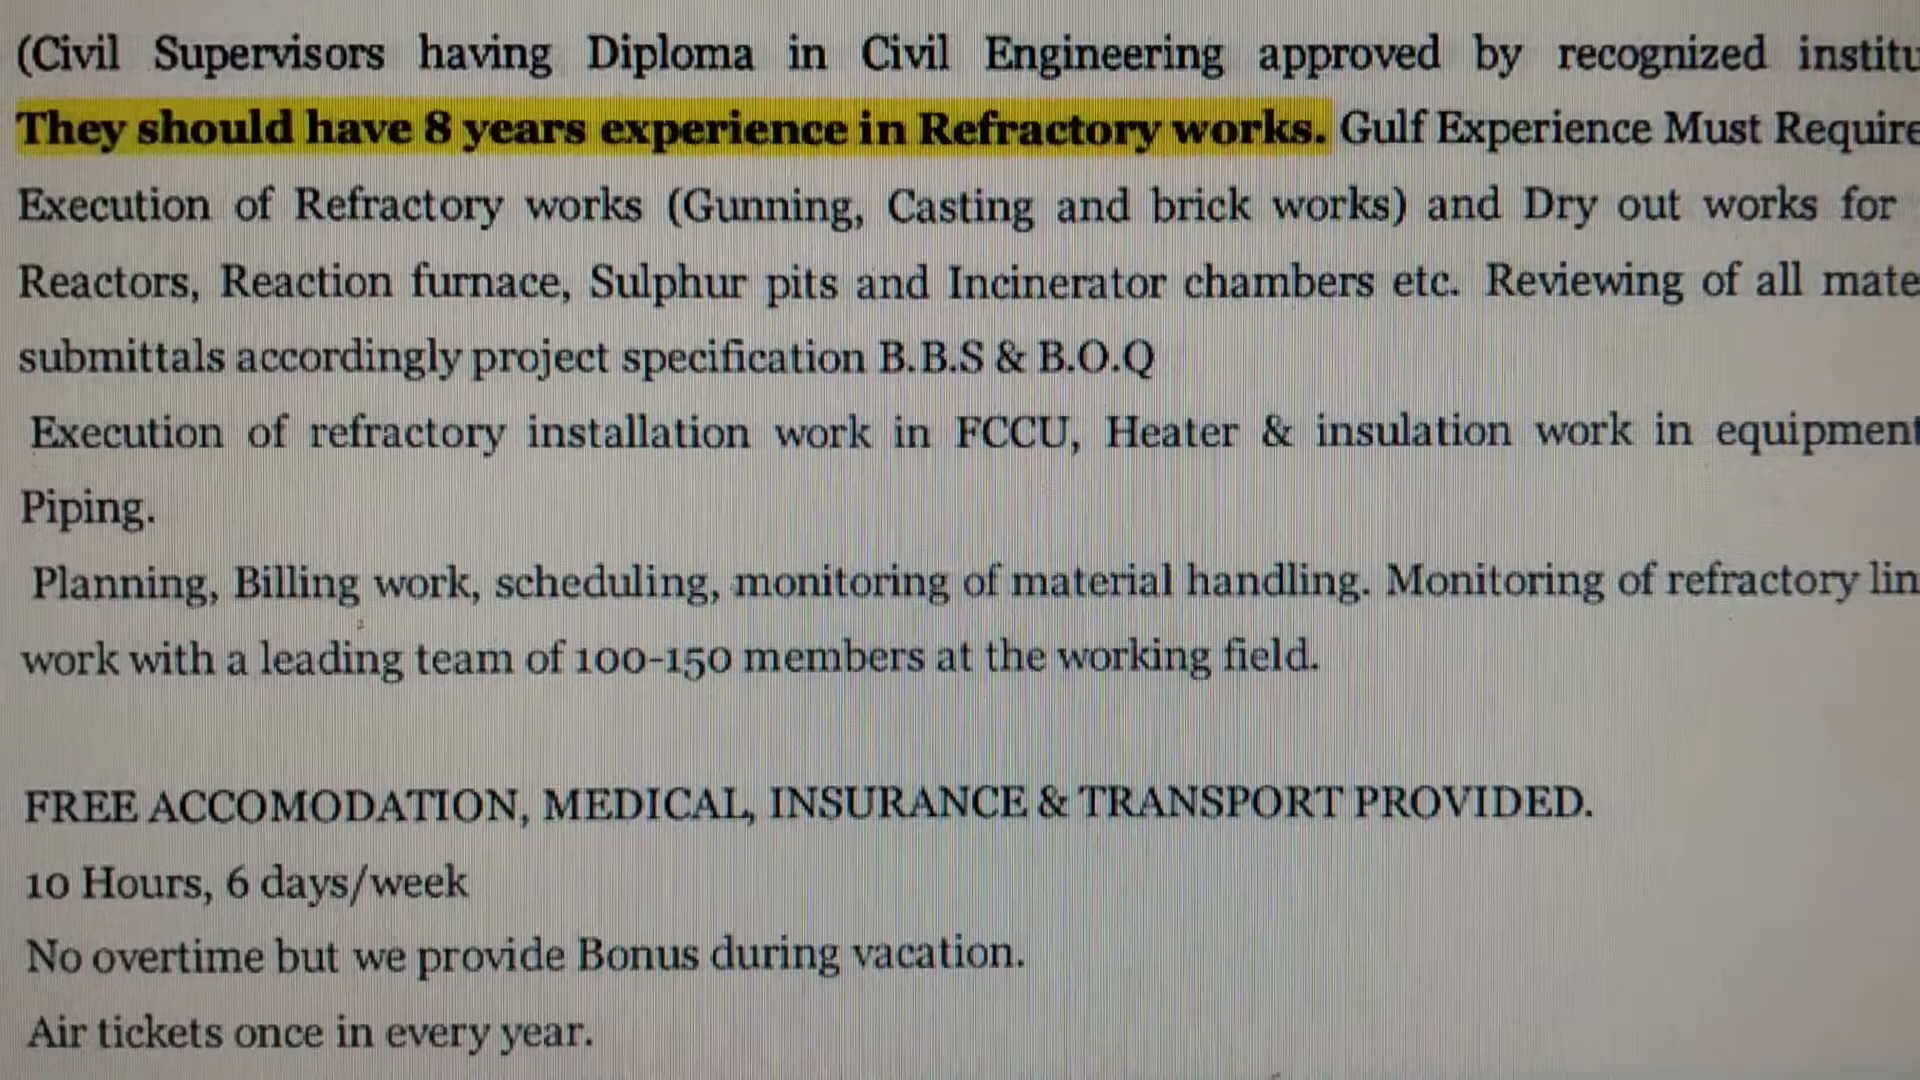 (Civil Supervisors having Diploma in Civil Engineering approved by recognized
They should have 8 years experience in Refractory works. Gulf Experience Must Require
Execution of Refractory works (Gunning, Casting and brick works) and Dry out works for
Reactors, Reaction furnace, Sulphur pits and Incinerator chambers etc. Reviewing of all
submittals accordingly project specification B.B.S & B.O.Q
Execution of refractory installation work in FCCU, Heater & insulation work in equipment
Piping.
Planning, Billing work, scheduling, monitoring of material handling. Monitoring of refractory
work with a leading team of 100-150 members at the working field.
FREE ACCOMODATION, MEDICAL, INSURANCE & TRANSPORT PROVIDED.
10 Hours, 6 days/week
No overtime but we provide Bonus during vacation.
Air tickets once in every year.